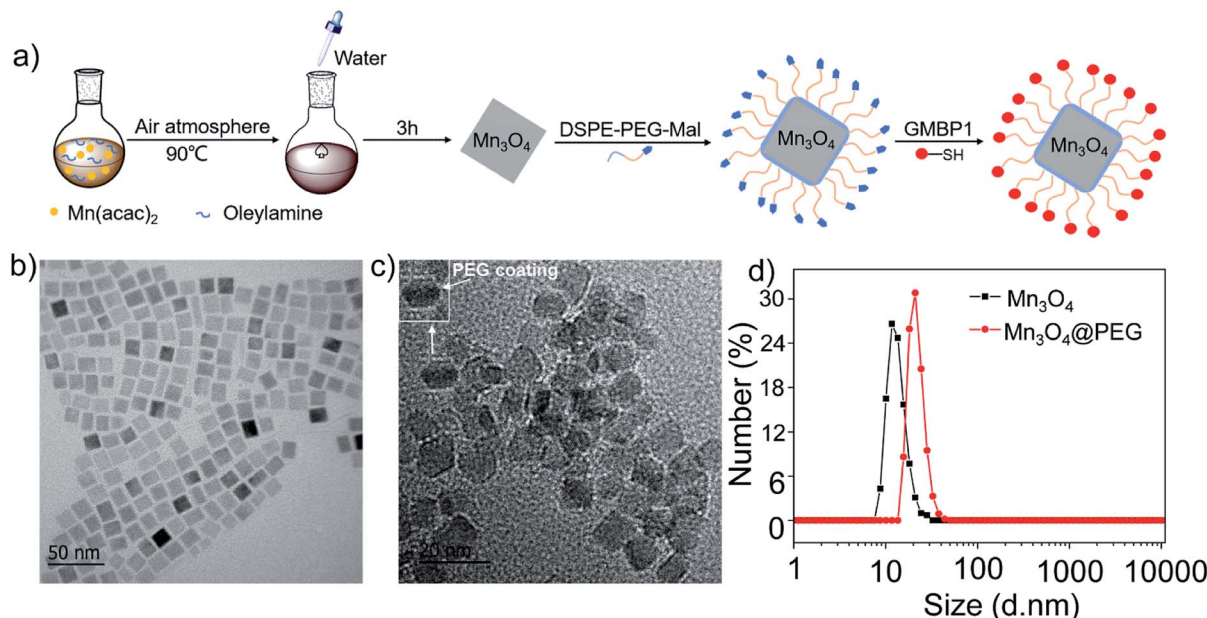 a)
Water
Air atmosphere
90℃
3h
Mn3O4
DSPE-PEG-Mal
Mn3O4
GMBP1
SH
Mn3O4
Mn(acac)2
Oleylamine
b)
50 nm
c)
PEG coating
20 nm
d)
Number (%)
30
24
18
12
6
0
Mn3O4
Mn3O4@PEG
1
10
100
1000
10000
Size (d.nm)